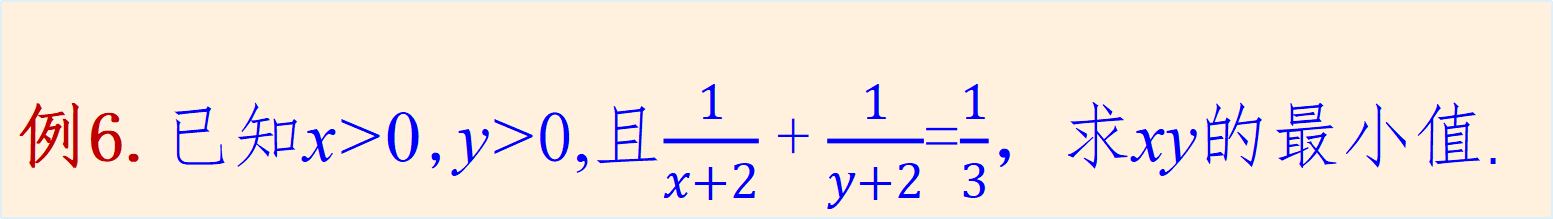 例6. 已知x>0,y>0,且1/(x+2) + 1/(y+2)=1/3，求xy的最小值.